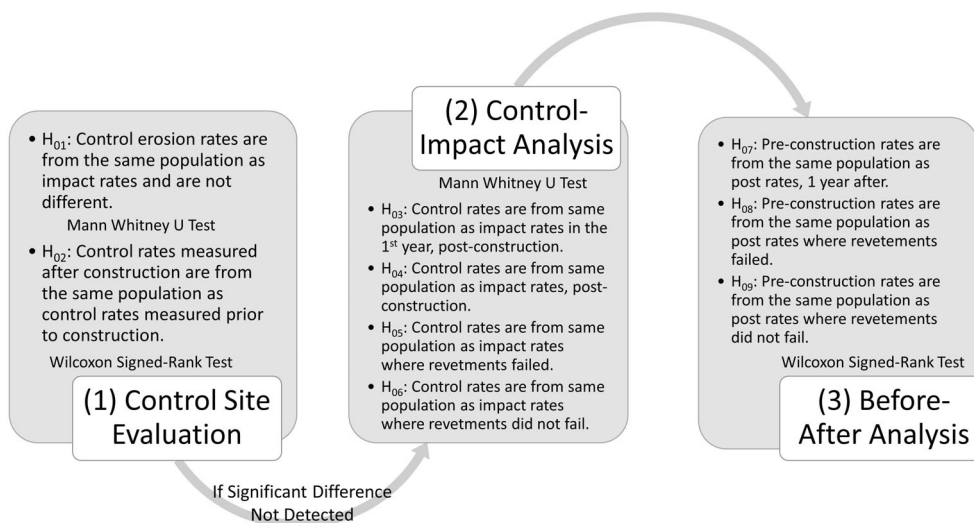 • H01: Control erosion rates are
from the same population as
impact rates and are not
different.
Mann Whitney U Test
• H02: Control rates measured
after construction are from
the same population as
control rates measured prior
to construction.
Wilcoxon Signed-Rank Test
(1) Control Site
Evaluation
If Significant Difference
Not Detected
(2) Control-
Impact Analysis
Mann Whitney U Test
• H03: Control rates are from same
population as impact rates in the
1st year, post-construction.
• H04: Control rates are from same
population as impact rates, post-
construction.
• H05: Control rates are from same
population as impact rates
where revetments failed.
• H06: Control rates are from same
population as impact rates
where revetments did not fail.
• H07: Pre-construction rates are
from the same population as
post rates, 1 year after.
• H08: Pre-construction rates are
from the same population as
post rates where revetements
failed.
• H09: Pre-construction rates are
from the same population as
post rates where revetements
did not fail.
Wilcoxon Signed-Rank Test
(3) Before-
After Analysis